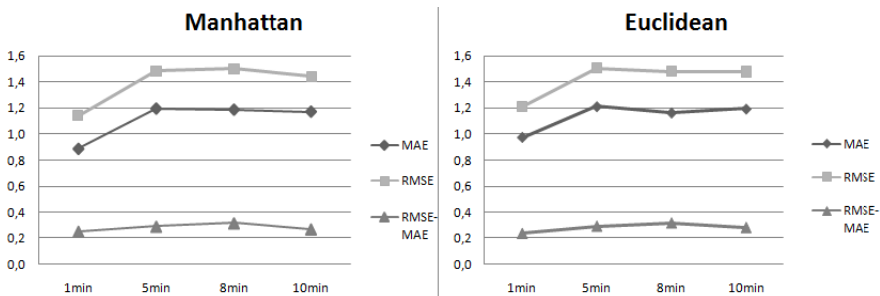 Manhattan
1,6
1,4
1,2
1,0
0,8
0,6
0,4
0,2
0,0
1min 5min 8min 10min
MAE
RMSE
RMSE-
MAE
Euclidean
1,6
1,4
1,2
1,0
0,8
0,6
0,4
0,2
0,0
1min 5min 8min 10min
MAE
RMSE
RMSE-
MAE